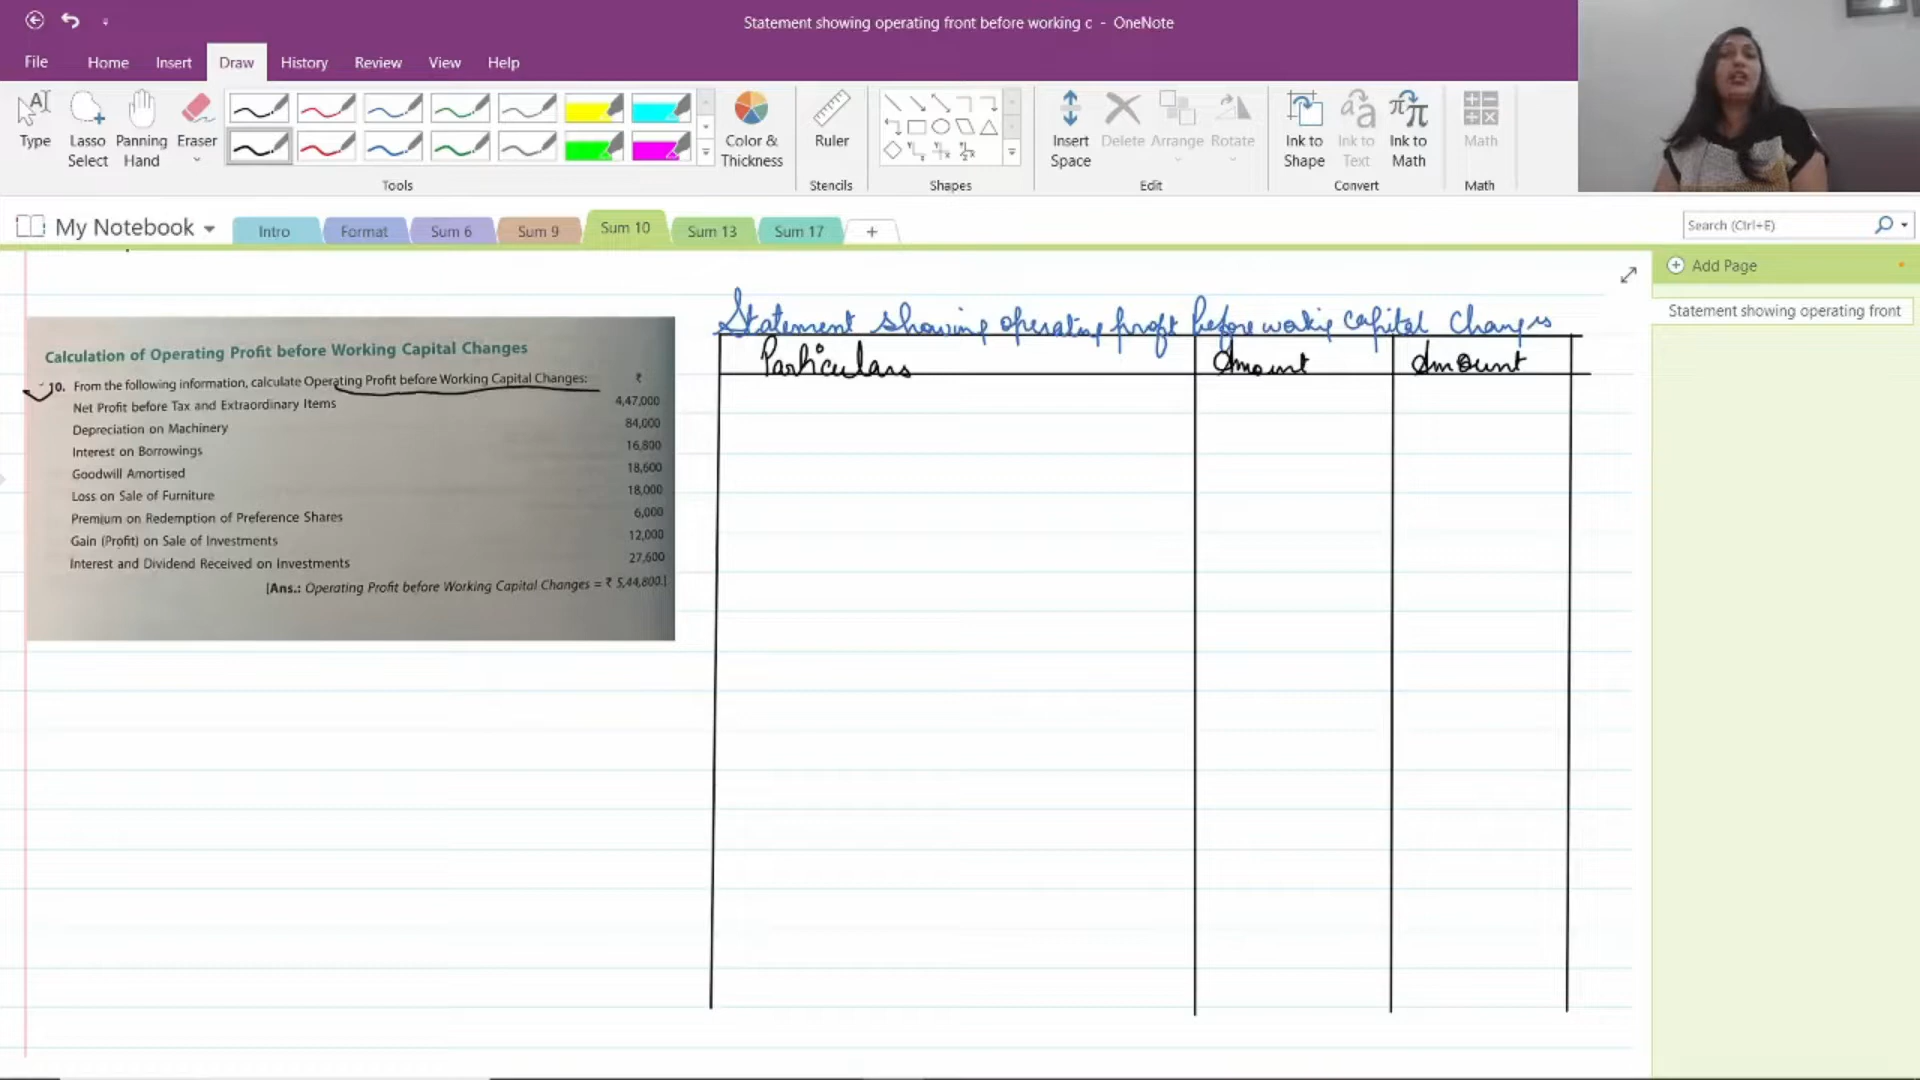 Statement showing operating front before working c - OneNote
File Home Insert Draw History Review View Help
Type
Lasso Select
Panning Hand
Eraser
Color & Thickness
Ruler
Insert Space
Delete
Arrange
Rotate
Ink to Shape
Ink to Text
Ink to Math
Math
Tools
Stencils
Shapes
Edit
Convert
Math
My Notebook
Intro
Format
Sum 6
Sum 9
Sum 10
Sum 13
Sum 17
+
Search (Ctrl+E)
Add Page
Statement showing operating front
Statement showing operating profit before working capital changes
Particulars Amount Amount
Calculation of Operating Profit before Working Capital Changes
10. From the following information, calculate Operating Profit before Working Capital Changes: ₹
Net Profit before Tax and Extraordinary Items 4,47,000
Depreciation on Machinery 84,000
Interest on Borrowings 16,800
Goodwill Amortised 18,600
Loss on Sale of Furniture 18,000
Premium on Redemption of Preference Shares 6,000
Gain (Profit) on Sale of Investments 12,000
Interest and Dividend Received on Investments 27,600
[Ans.: Operating Profit before Working Capital Changes = ₹ 5,44,800.]